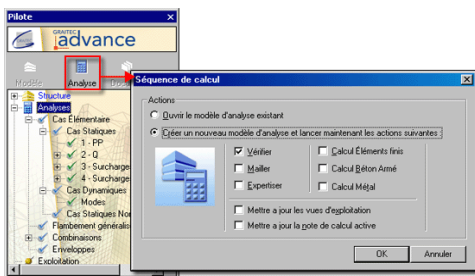 Pilote
GRAITEC
advance
Modèle
Analyse
Structure
Analyses
Cas Élémentaire
Cas Statiques
1 - PP
2 - Q
3 - Surcharges
4 - Surcharge
Cas Dynamiques
Modes
Cas Statiques Non
Flambement généralis
Combinaisons
Enveloppes
Exploitation
Séquence de calcul
Actions
Ouvrir le modèle d'analyse existant
Créer un nouveau modèle d'analyse et lancer maintenant les actions suivantes :
Vérifier
Calcul Éléments finis
Mailler
Calcul Béton Armé
Expertiser
Calcul Métal
Mettre a jour les vues d'exploitation
Mettre a jour la note de calcul active
OK
Annuler